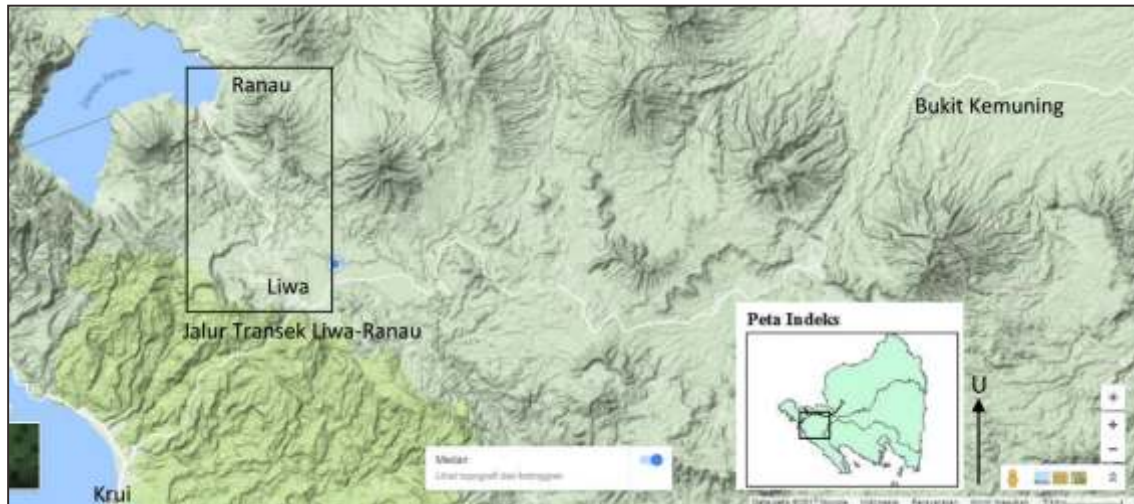 Ranau
Bukit Kemuning
Liwa
Jalur Transek Liwa-Ranau
Peta Indeks
U
Medan
Krui